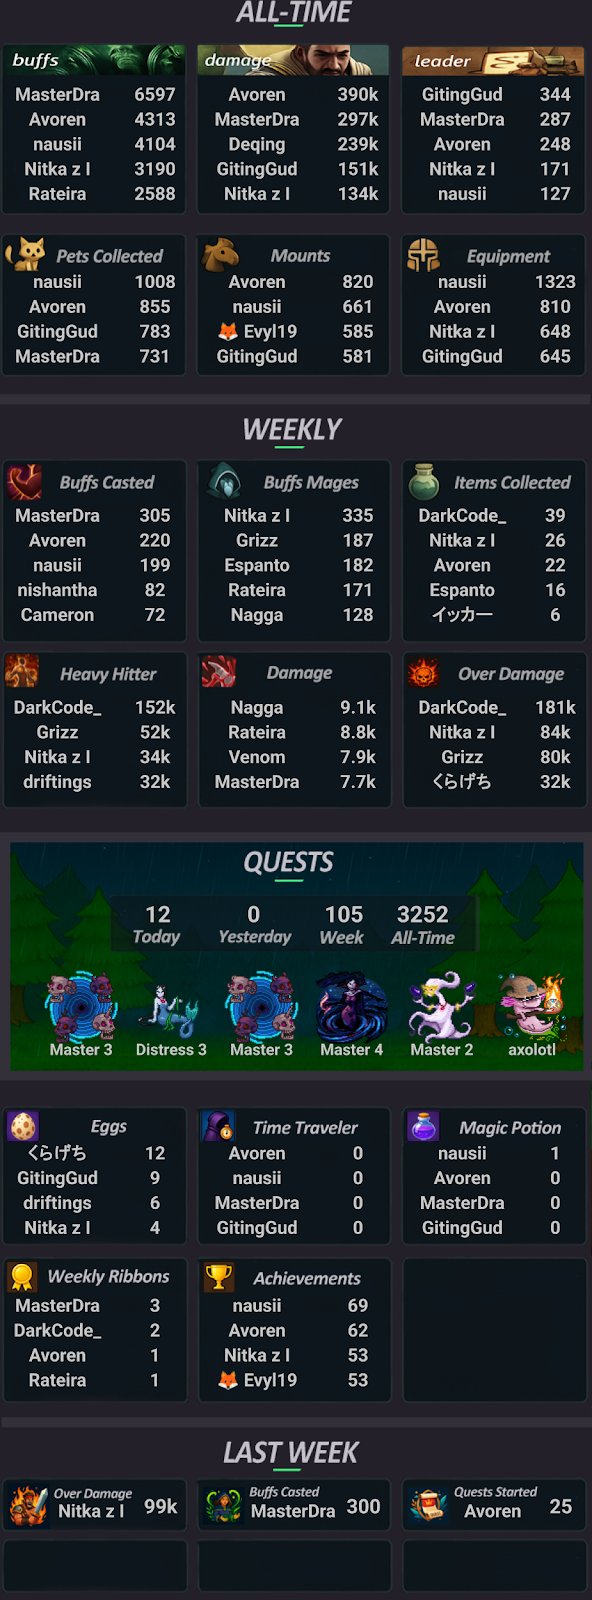 ALL-TIME
buffs
MasterDra 6597
Avoren 4313
nausii 4104
Nitka z I 3190
Rateira 2588
damage
Avoren 390k
MasterDra 297k
Deqing 239k
GitingGud 151k
Nitka z I 134k
leader
GitingGud 344
MasterDra 287
Avoren 248
Nitka z I 171
nausii 127
Pets Collected
nausii 1008
Avoren 855
GitingGud 783
MasterDra 731
Mounts
Avoren 820
nausii 661
🦊 Evyl19 585
GitingGud 581
Equipment
nausii 1323
Avoren 810
Nitka z I 648
GitingGud 645
WEEKLY
Buffs Casted
MasterDra 305
Avoren 220
nausii 199
nishantha 82
Cameron 72
Buffs Mages
Nitka z I 335
Grizz 187
Espanto 182
Rateira 171
Nagga 128
Items Collected
DarkCode_ 39
Nitka z I 26
Avoren 22
Espanto 16
イッカー 6
Heavy Hitter
DarkCode_ 152k
Grizz 52k
Nitka z I 34k
driftings 32k
Damage
Nagga 9.1k
Rateira 8.8k
Venom 7.9k
MasterDra 7.7k
Over Damage
DarkCode_ 181k
Nitka z I 84k
Grizz 80k
くらげち 32k
QUESTS
12 0 105 3252
Today Yesterday Week All-Time
Master 3 Distress 3 Master 3 Master 4 Master 2 axolotl
Eggs
くらげち 12
GitingGud 9
driftings 6
Nitka z I 4
Time Traveler
Avoren 0
nausii 0
MasterDra 0
GitingGud 0
Magic Potion
nausii 1
Avoren 0
MasterDra 0
GitingGud 0
Weekly Ribbons
MasterDra 3
DarkCode_ 2
Avoren 1
Rateira 1
Achievements
nausii 69
Avoren 62
Nitka z I 53
🦊 Evyl19 53
LAST WEEK
Over Damage
Nitka z I 99k
Buffs Casted
MasterDra 300
Quests Started
Avoren 25